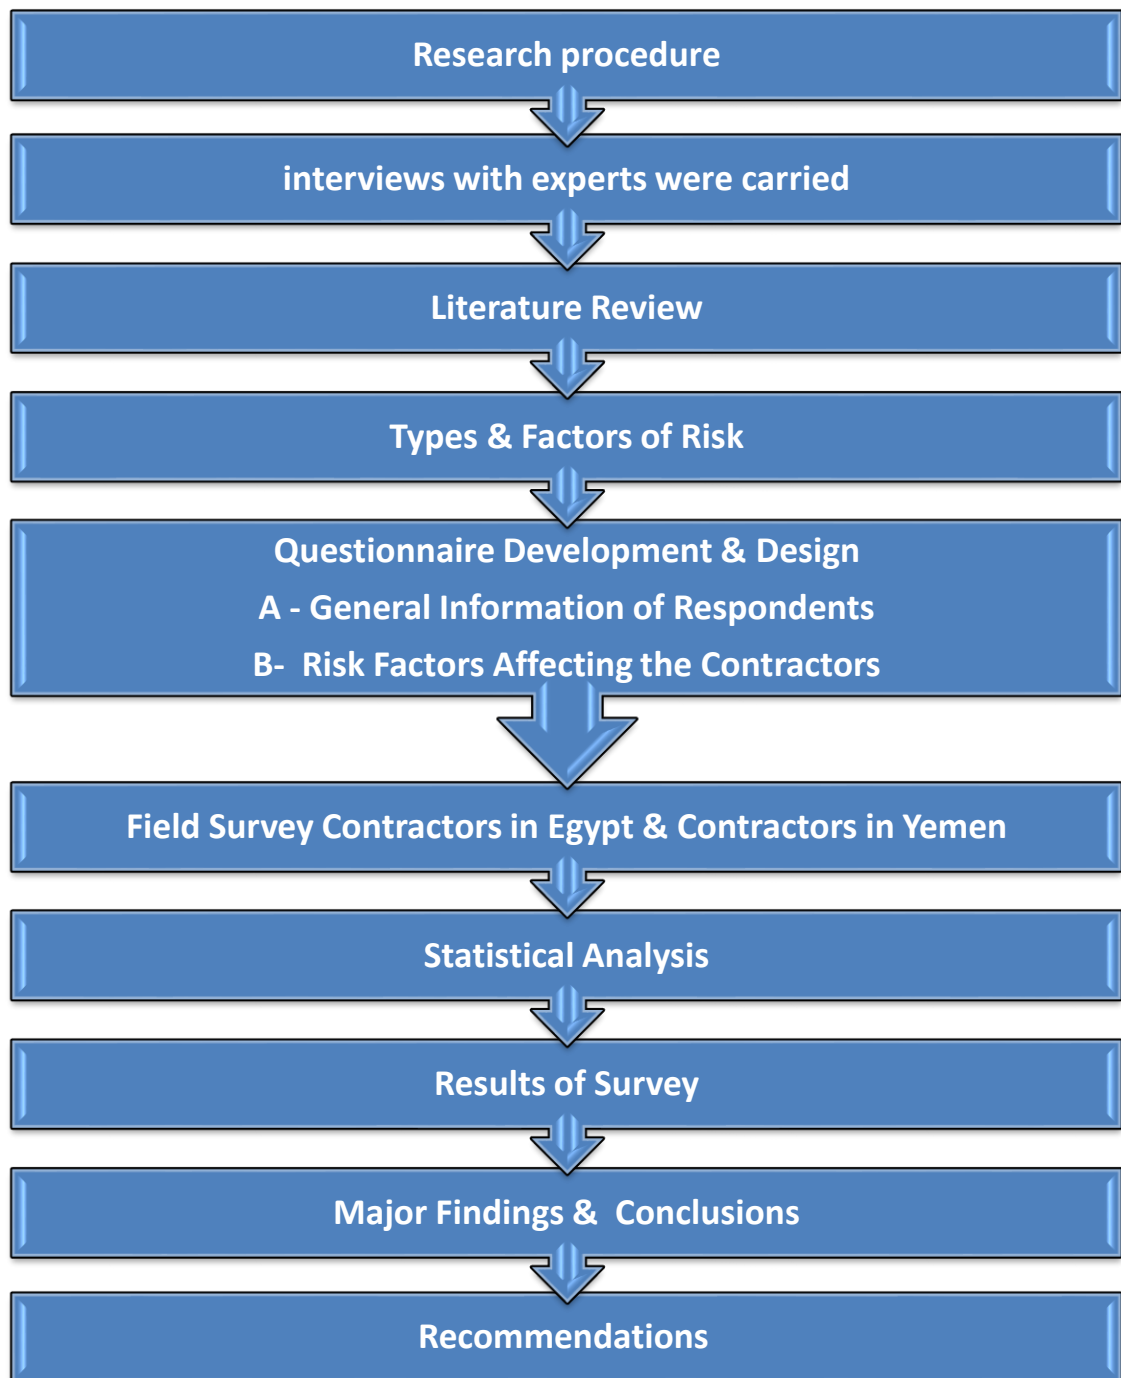 Research procedure
interviews with experts were carried
Literature Review
Types & Factors of Risk
Questionnaire Development & Design
A - General Information of Respondents
B-  Risk Factors Affecting the Contractors
Field Survey Contractors in Egypt & Contractors in Yemen
Statistical Analysis
Results of Survey
Major Findings &  Conclusions
Recommendations